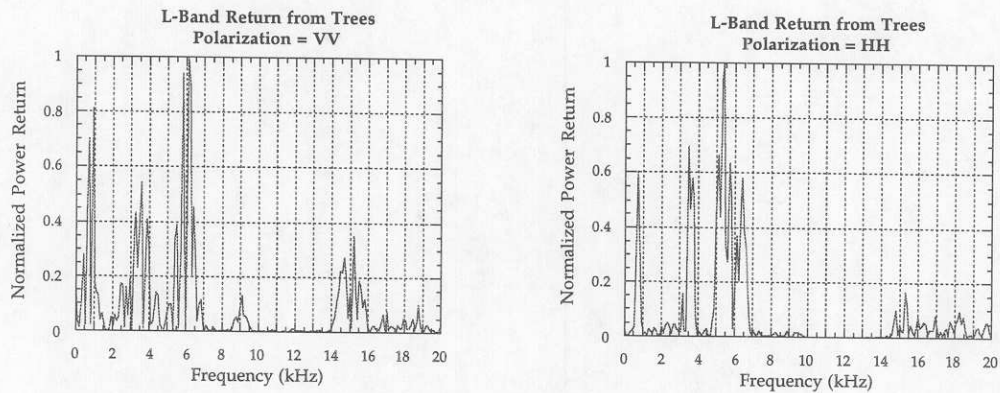 L-Band Return from Trees
Polarization = VV
Normalized Power Return
1
0.8
0.6
0.4
0.2
0
0 2 4 6 8 10 12 14 16 18 20
Frequency (kHz)
L-Band Return from Trees
Polarization = HH
Normalized Power Return
1
0.8
0.6
0.4
0.2
0
0 2 4 6 8 10 12 14 16 18 20
Frequency (kHz)